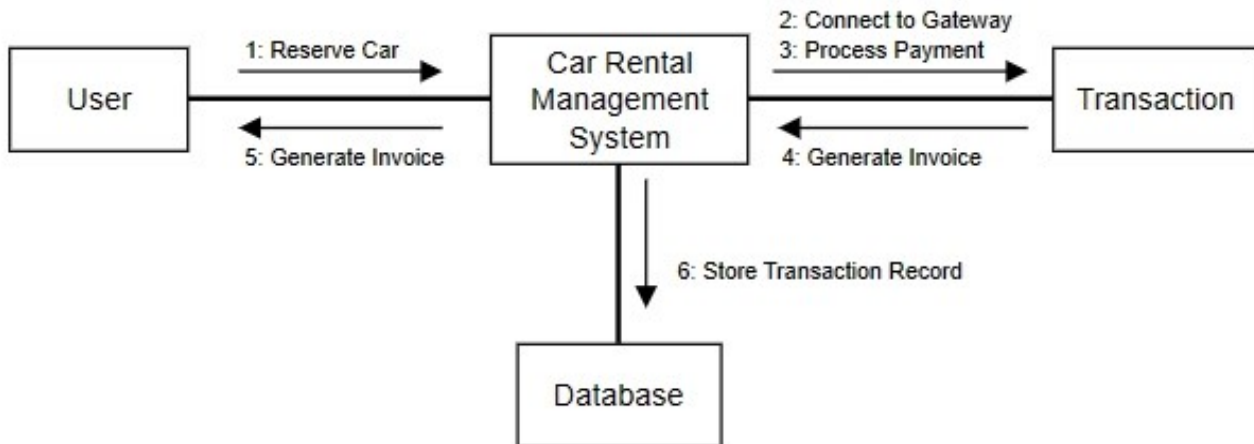 2: Connect to Gateway
1: Reserve Car
3: Process Payment
User
Car Rental
Management
System
Transaction
5: Generate Invoice
4: Generate Invoice
6: Store Transaction Record
Database